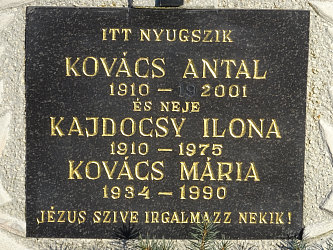 ITT NYUGSZIK
KOVÁCS ANTAL
1910 – 2001
ÉS NEJE
KAJDOCSY ILONA
1910 – 1975
KOVÁCS MÁRIA
1934 – 1990
JÉZUS SZIVE IRGALMAZZ NEKIK!